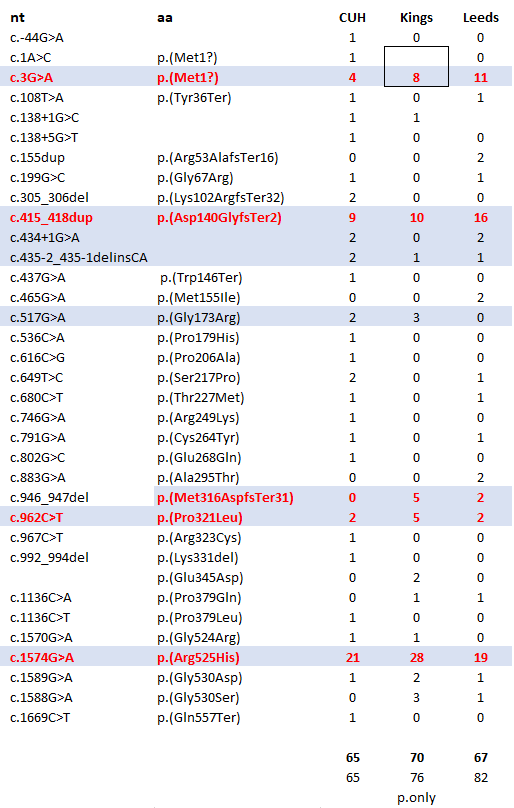 nt aa CUH Kings Leeds
c.-44G>A 1 0 0
c.1A>C p.(Met1?) 1 0
c.3G>A p.(Met1?) 4 8 11
c.108T>A p.(Tyr36Ter) 1 0 1
c.138+1G>C 1 1
c.138+5G>T 1 0 0
c.155dup p.(Arg53AlafsTer16) 0 0 2
c.199G>C p.(Gly67Arg) 1 0 1
c.305_306del p.(Lys102ArgfsTer32) 2 0 0
c.415_418dup p.(Asp140GlyfsTer2) 9 10 16
c.434+1G>A 2 0 2
c.435-2_435-1delinsCA 2 1 1
c.437G>A p.(Trp146Ter) 1 0 0
c.465G>A p.(Met155Ile) 0 0 2
c.517G>A p.(Gly173Arg) 2 3 0
c.536C>A p.(Pro179His) 1 0 0
c.616C>G p.(Pro206Ala) 1 0 0
c.649T>C p.(Ser217Pro) 2 0 1
c.680C>T p.(Thr227Met) 1 0 1
c.746G>A p.(Arg249Lys) 1 0 0
c.791G>A p.(Cys264Tyr) 1 0 1
c.802G>C p.(Glu268Gln) 1 0 0
c.883G>A p.(Ala295Thr) 0 0 2
c.946_947del p.(Met316AspfsTer31) 0 5 2
c.962C>T p.(Pro321Leu) 2 5 2
c.967C>T p.(Arg323Cys) 1 0 0
c.992_994del p.(Lys331del) 1 0 0
p.(Glu345Asp) 0 2 0
c.1136C>A p.(Pro379Gln) 0 1 1
c.1136C>T p.(Pro379Leu) 1 0 0
c.1570G>A p.(Gly524Arg) 1 1 0
c.1574G>A p.(Arg525His) 21 28 19
c.1589G>A p.(Gly530Asp) 1 2 1
c.1588G>A p.(Gly530Ser) 0 3 1
c.1669C>T p.(Gln557Ter) 1 0 0
65 70 67
65 76 82
p.only